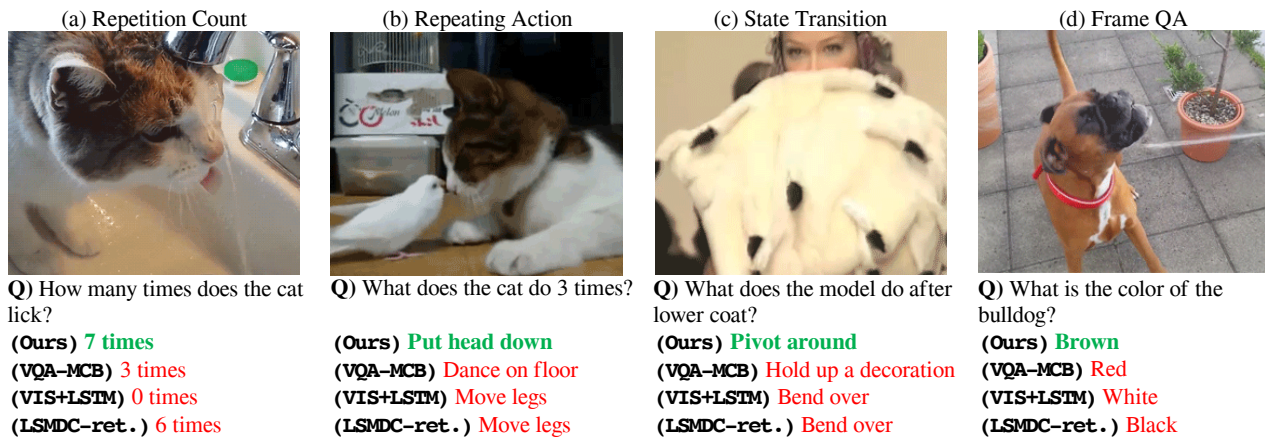 (a) Repetition Count
(b) Repeating Action
(c) State Transition
(d) Frame QA
Melon
Q) How many times does the cat
lick?
(Ours) 7 times
(VQA-MCB) 3 times
(VIS+LSTM) 0 times
(LSMDC-ret.) 6 times
Q) What does the cat do 3 times?
(Ours) Put head down
(VQA-MCB) Dance on floor
(VIS+LSTM) Move legs
(LSMDC-ret.) Move legs
Q) What does the model do after
lower coat?
(Ours) Pivot around
(VQA-MCB) Hold up a decoration
(VIS+LSTM) Bend over
(LSMDC-ret.) Bend over
Q) What is the color of the
bulldog?
(Ours) Brown
(VQA-MCB) Red
(VIS+LSTM) White
(LSMDC-ret.) Black